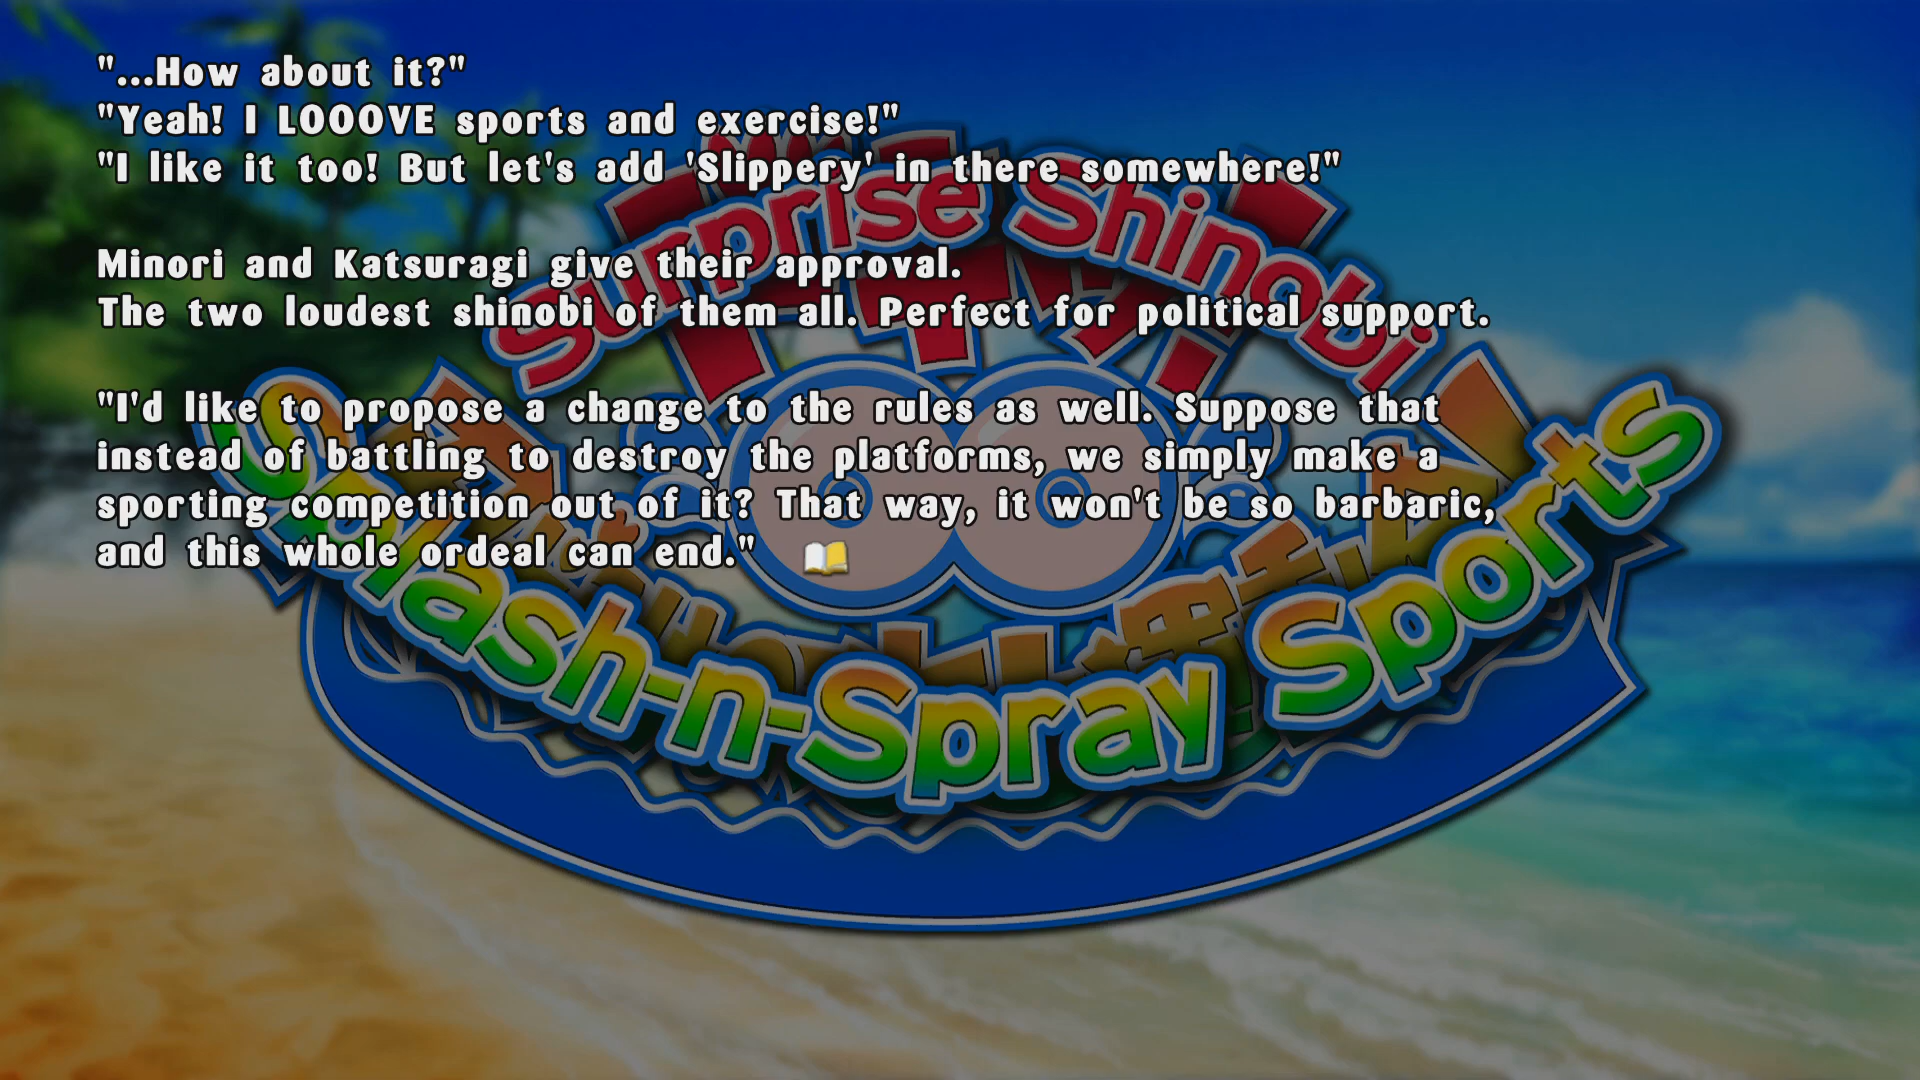 "...How about it?"
"Yeah! I LOOOVE sports and exercise!"
"I like it too! But let's add 'Slippery' in there somewhere!"
Minori and Katsuragi give their approval.
The two loudest shinobi of them all. Perfect for political support.
"I'd like to propose a change to the rules as well. Suppose that
instead of battling to destroy the platforms, we simply make a
sporting competition out of it? That way, it won't be so barbaric,
and this whole ordeal can end."
Surprise Shinobi
Splash-n-Spray Sports